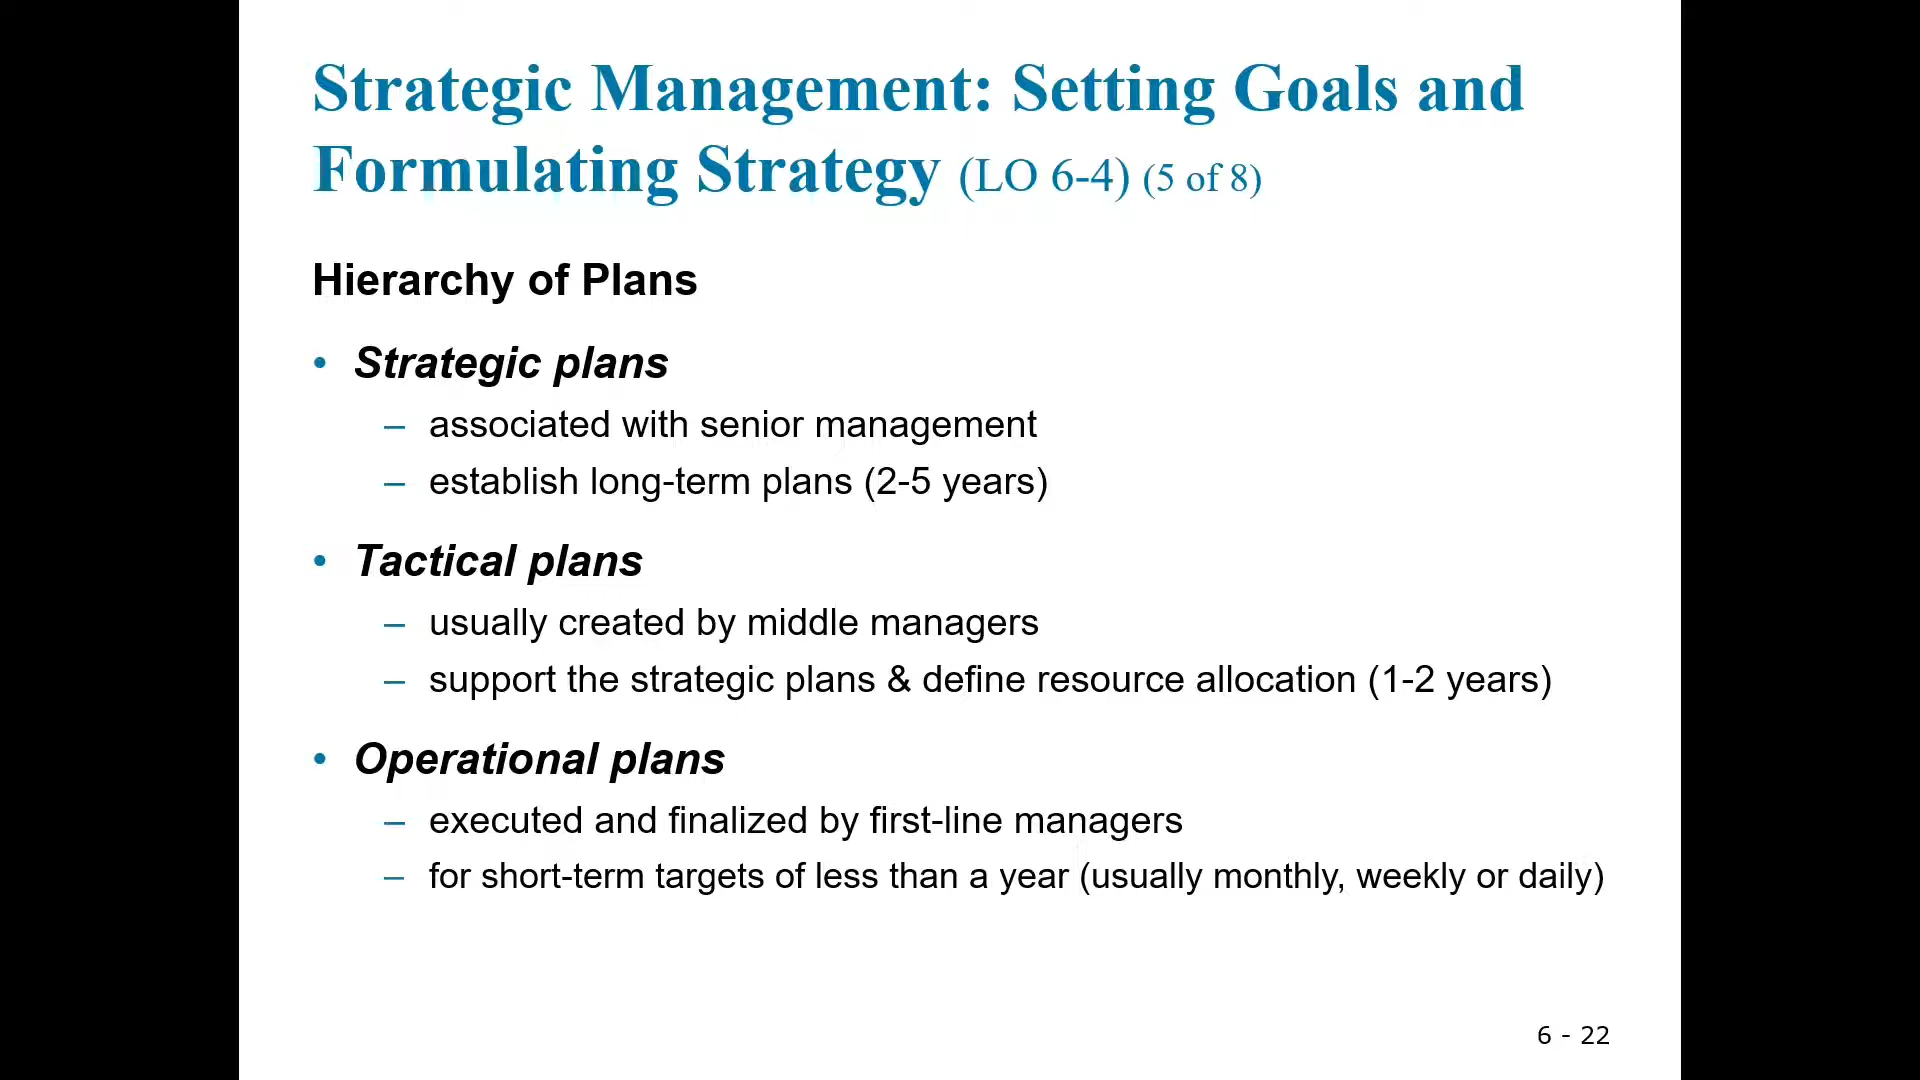 Strategic Management: Setting Goals and
Formulating Strategy (LO 6-4) (5 of 8)
Hierarchy of Plans
• Strategic plans
– associated with senior management
– establish long-term plans (2-5 years)
• Tactical plans
– usually created by middle managers
– support the strategic plans & define resource allocation (1-2 years)
• Operational plans
– executed and finalized by first-line managers
– for short-term targets of less than a year (usually monthly, weekly or daily)
6 - 22